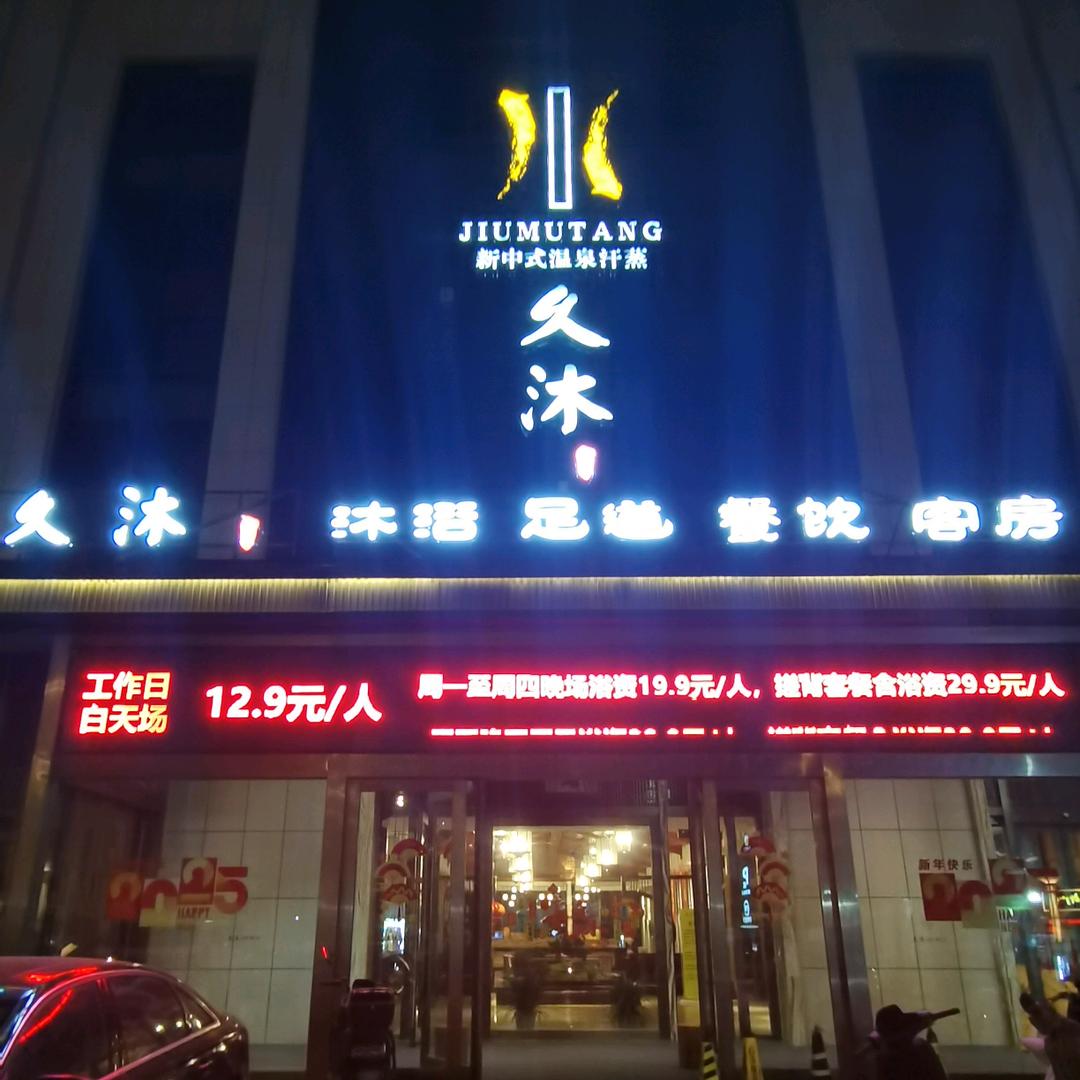 JIUMUTANG
新中式温泉汗蒸
久
沐
久 沐 沐浴 足道 餐饮 客房
工作日
白天场
12.9元/人
周一至周四晚场浴资19.9元/人，搓背套餐含浴资29.9元/人
2025
HAPPY
新年快乐